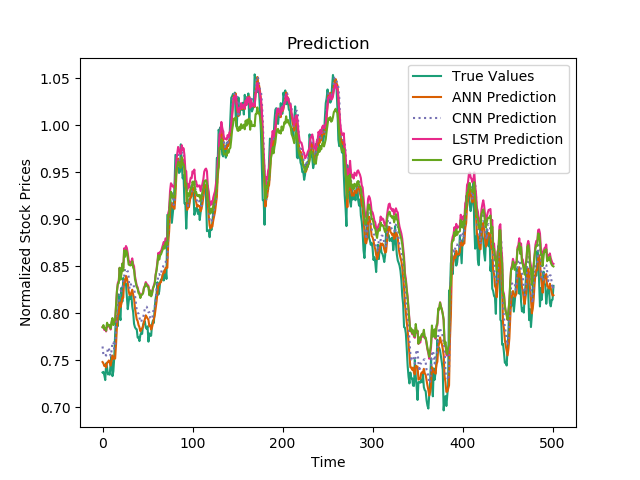 Prediction
True Values
ANN Prediction
CNN Prediction
LSTM Prediction
GRU Prediction
1.05
1.00
0.95
0.90
0.85
0.80
0.75
0.70
Normalized Stock Prices
0
100
200
300
400
500
Time